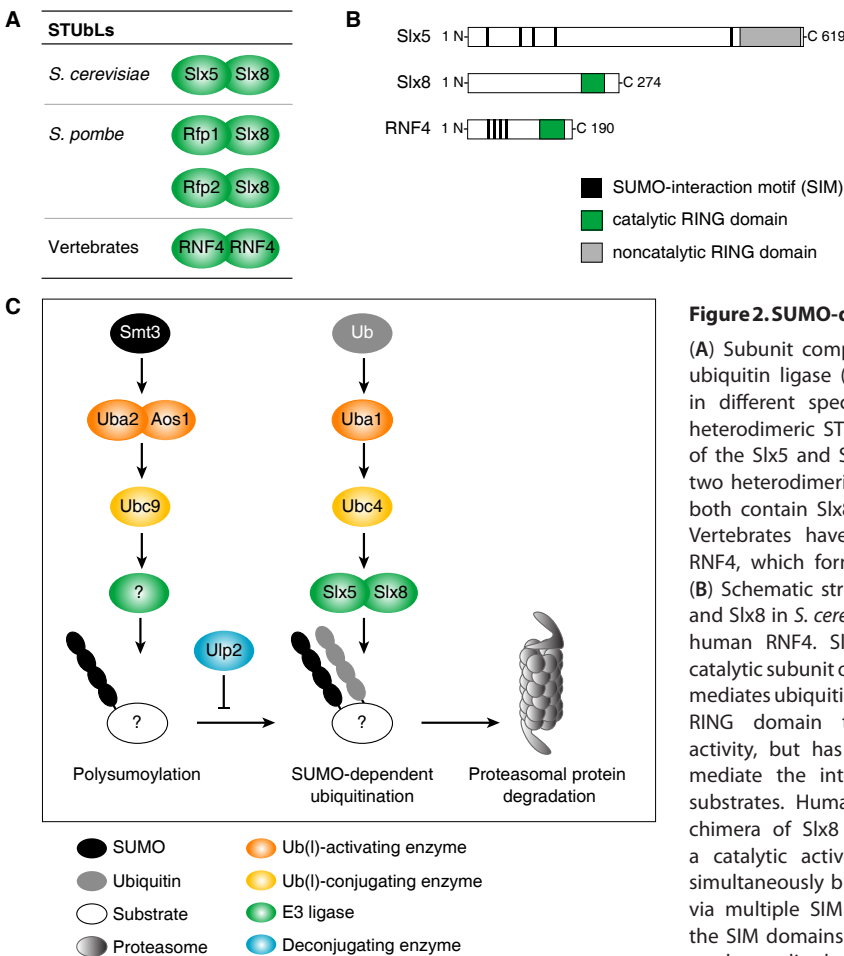 A
STUbLs
S. cerevisiae Slx5 Slx8
S. pombe Rfp1 Slx8
Rfp2 Slx8
Vertebrates RNF4 RNF4
B
Slx5 1 N- -C 619
Slx8 1 N- -C 274
RNF4 1 N- -C 190
SUMO-interaction motif (SIM)
catalytic RING domain
noncatalytic RING domain
C
Smt3 Ub
Uba2 Aos1 Uba1
Ubc9 Ubc4
? Slx5 Slx8
Ulp2
? ?
Polysumoylation
SUMO-dependent
ubiquitination
Proteasomal protein
degradation
SUMO
Ubiquitin
Substrate
Proteasome
Ub(l)-activating enzyme
Ub(l)-conjugating enzyme
E3 ligase
Deconjugating enzyme
Figure 2. SUMO-
(A) Subunit comp
ubiquitin ligase (
in different spec
heterodimeric ST
of the Slx5 and S
two heterodimeri
both contain Slx8
Vertebrates have
RNF4, which for
(B) Schematic str
and Slx8 in S. cere
human RNF4. Sl
catalytic subunit c
mediates ubiquiti
RING domain t
activity, but has
mediate the int
substrates. Huma
chimera of Slx8
a catalytic activ
simultaneously b
via multiple SIM
the SIM domains